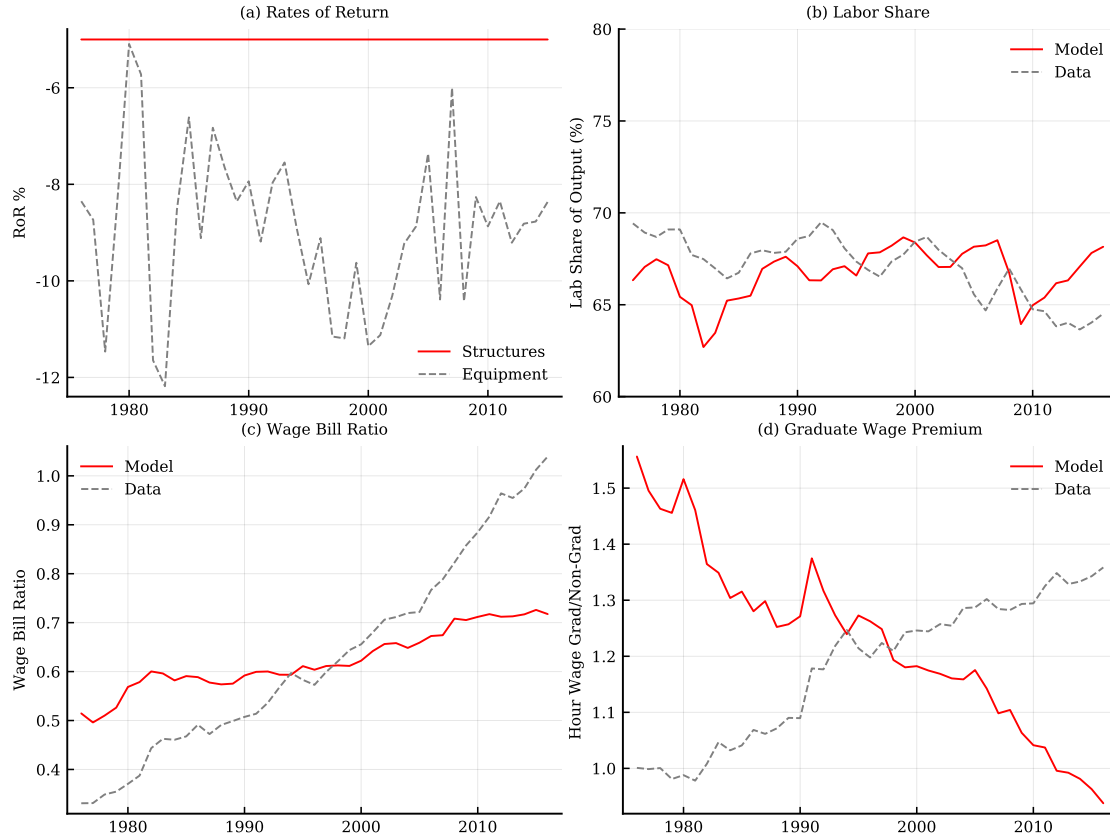 (a) Rates of Return
RoR %
-6
-8
-10
-12
1980
1990
2000
2010
Structures
Equipment
(b) Labor Share
Lab Share of Output (%)
80
75
70
65
60
1980
1990
2000
2010
Model
Data
(c) Wage Bill Ratio
Wage Bill Ratio
1.0
0.9
0.8
0.7
0.6
0.5
0.4
1980
1990
2000
2010
Model
Data
(d) Graduate Wage Premium
Hour Wage Grad/Non-Grad
1.5
1.4
1.3
1.2
1.1
1.0
1980
1990
2000
2010
Model
Data